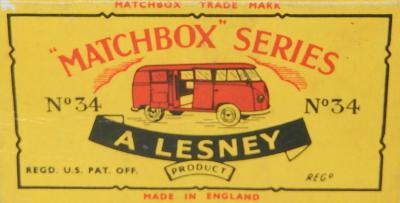 MATCHBOX TRADE MARK
"MATCHBOX" SERIES
Nº34
Nº34
A LESNEY
PRODUCT
REGD. U.S. PAT. OFF.
REGD
MADE IN ENGLAND